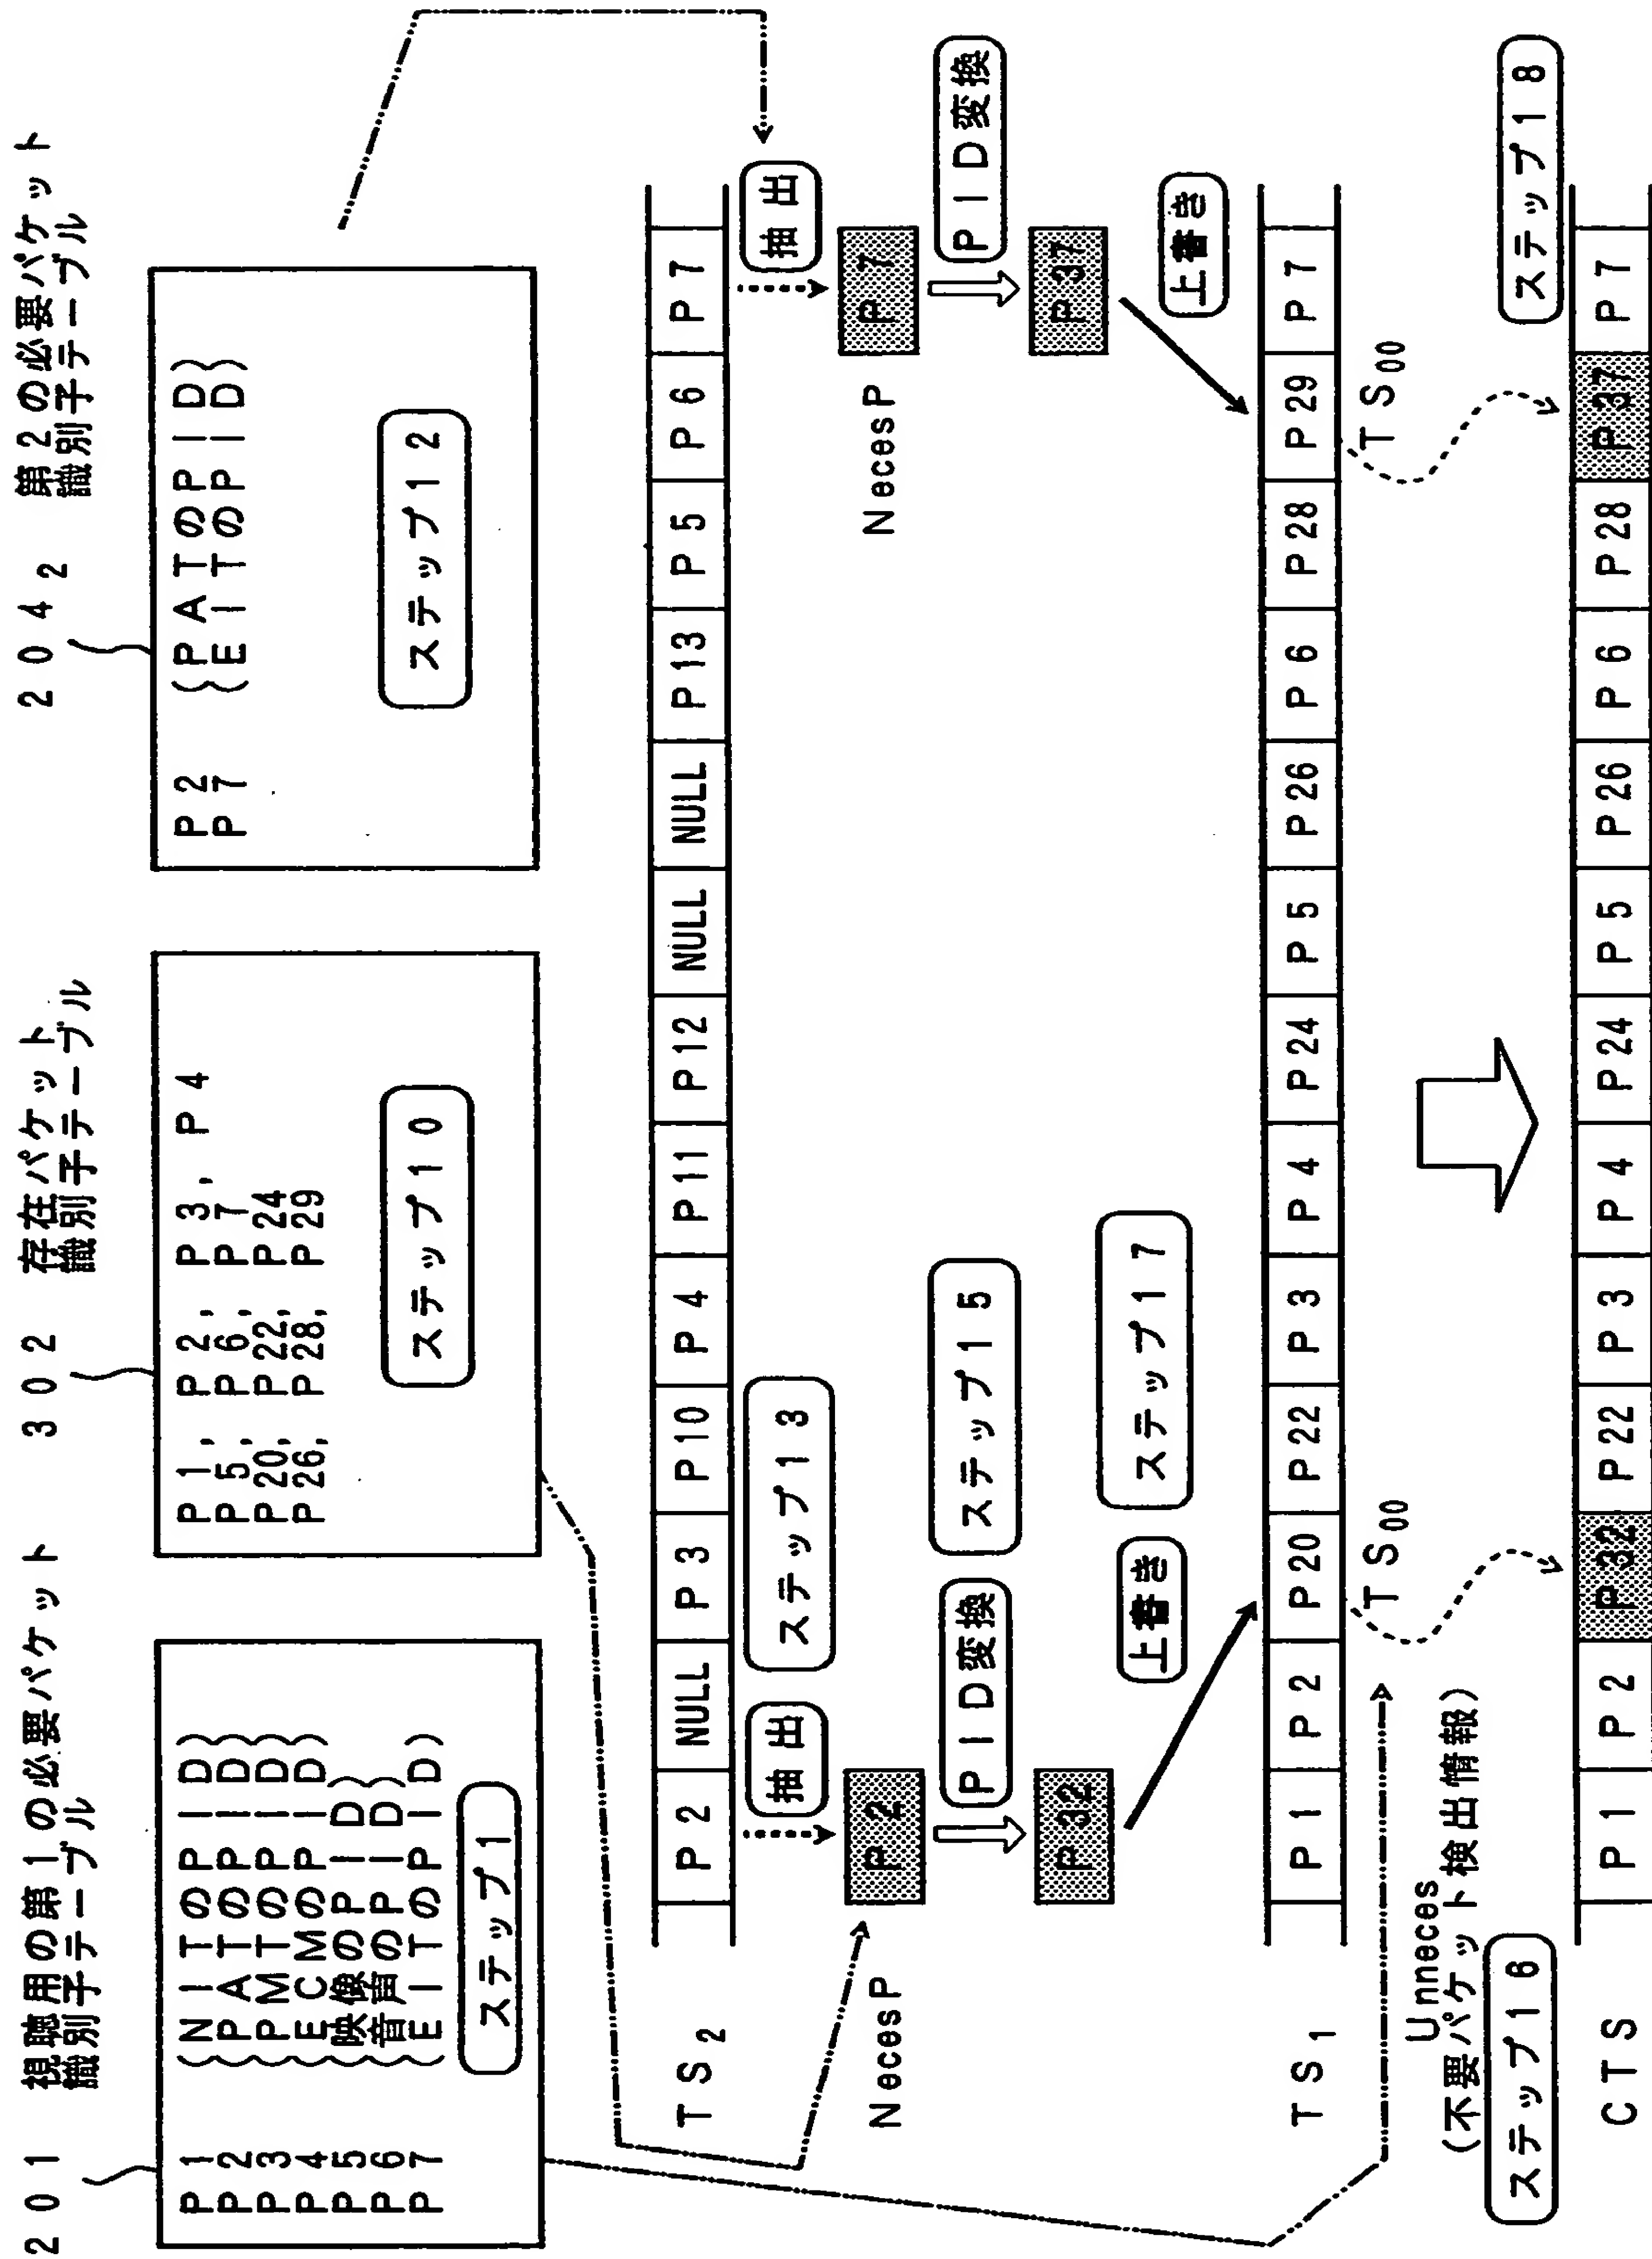 201 視聴用の第1の必要パケット
識別子テーブル
P1 (NITのPID)
P2 (PATのPID)
P3 (PMTのPID)
P4 (ECMのPID)
P5 (映像のPID)
P6 (音声のPID)
P7 (EITのPID)
ステップ1
302 存在パケット
識別子テーブル
P1, P2, P3, P4
P5, P6, P7
P20, P22, P24
P26, P28, P29
ステップ10
204₂ 第2の必要パケット
識別子テーブル
P2 (PATのPID)
P7 (EITのPID)
ステップ12
TS₂ P2 NULL P3 P10 P4 P11 P12 NULL NULL P13 P5 P6 P7
抽出 ステップ13 抽出
NecesP P2 NecesP P7
PID変換 ステップ15 PID変換
P32 P37
上書き ステップ17 上書き
TS₁ P1 P2 P20 P22 P3 P4 P24 P5 P26 P6 P28 P29 P7
TS₀₀ TS₀₀
Unneces
(不要パケット検出情報)
ステップ16 ステップ18
CTS P1 P2 P32 P22 P3 P4 P24 P5 P26 P6 P28 P37 P7